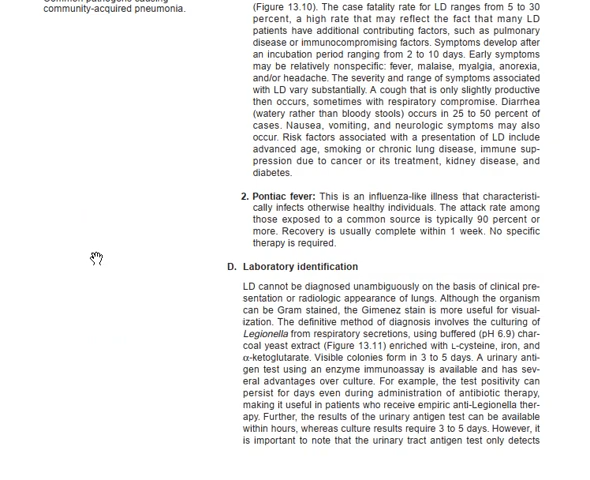 Common pathogens causing
community-acquired pneumonia.
(Figure 13.10). The case fatality rate for LD ranges from 5 to 30
percent, a high rate that may reflect the fact that many LD
patients have additional contributing factors, such as pulmonary
disease or immunocompromising factors. Symptoms develop after
an incubation period ranging from 2 to 10 days. Early symptoms
may be relatively nonspecific: fever, malaise, myalgia, anorexia,
and/or headache. The severity and range of symptoms associated
with LD vary substantially. A cough that is only slightly productive
then occurs, sometimes with respiratory compromise. Diarrhea
(watery rather than bloody stools) occurs in 25 to 50 percent of
cases. Nausea, vomiting, and neurologic symptoms may also
occur. Risk factors associated with a presentation of LD include
advanced age, smoking or chronic lung disease, immune sup-
pression due to cancer or its treatment, kidney disease, and
diabetes.
2. Pontiac fever: This is an influenza-like illness that characteristi-
cally infects otherwise healthy individuals. The attack rate among
those exposed to a common source is typically 90 percent or
more. Recovery is usually complete within 1 week. No specific
therapy is required.
D. Laboratory identification
LD cannot be diagnosed unambiguously on the basis of clinical pre-
sentation or radiologic appearance of lungs. Although the organism
can be Gram stained, the Gimenez stain is more useful for visual-
ization. The definitive method of diagnosis involves the culturing of
Legionella from respiratory secretions, using buffered (pH 6.9) char-
coal yeast extract (Figure 13.11) enriched with L-cysteine, iron, and
α-ketoglutarate. Visible colonies form in 3 to 5 days. A urinary anti-
gen test using an enzyme immunoassay is available and has sev-
eral advantages over culture. For example, the test positivity can
persist for days even during administration of antibiotic therapy,
making it useful in patients who receive empiric anti-Legionella ther-
apy. Further, the results of the urinary antigen test can be available
within hours, whereas culture results require 3 to 5 days. However, it
is important to note that the urinary tract antigen test only detects